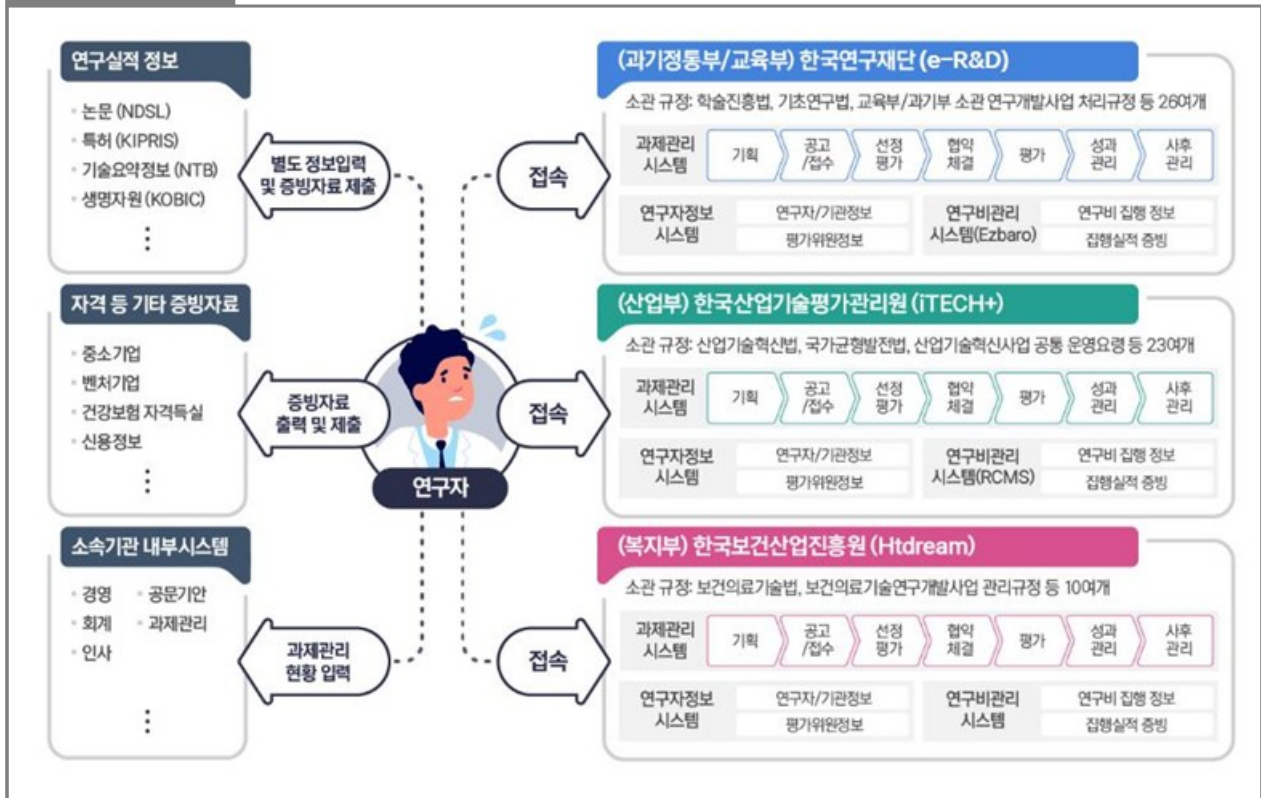 연구실적 정보
• 논문 (NDSL)
• 특허 (KIPRIS)
• 기술요약정보 (NTB)
• 생명자원 (KOBIC)
⋮
자격 등 기타 증빙자료
• 중소기업
• 벤처기업
• 건강보험 자격득실
• 신용정보
⋮
소속기관 내부시스템
• 경영 • 공문기안
• 회계 • 과제관리
• 인사
⋮
별도 정보입력
및 증빙자료 제출
증빙자료
출력 및 제출
과제관리
현황 입력
연구자
접속
접속
접속
(과기정통부/교육부) 한국연구재단 (e-R&D)
소관 규정: 학술진흥법, 기초연구법, 교육부/과기부 소관 연구개발사업 처리규정 등 26여개
과제관리
시스템
기획
공고
/접수
선정
평가
협약
체결
평가
성과
관리
사후
관리
연구자정보
시스템
연구자/기관정보
평가위원정보
연구비관리
시스템(Ezbaro)
연구비 집행 정보
집행실적 증빙
(산업부) 한국산업기술평가관리원 (iTECH+)
소관 규정: 산업기술혁신법, 국가균형발전법, 산업기술혁신사업 공통 운영요령 등 23여개
과제관리
시스템
기획
공고
/접수
선정
평가
협약
체결
평가
성과
관리
사후
관리
연구자정보
시스템
연구자/기관정보
평가위원정보
연구비관리
시스템(RCMS)
연구비 집행 정보
집행실적 증빙
(복지부) 한국보건산업진흥원 (Htdream)
소관 규정: 보건의료기술법, 보건의료기술연구개발사업 관리규정 등 10여개
과제관리
시스템
기획
공고
/접수
선정
평가
협약
체결
평가
성과
관리
사후
관리
연구자정보
시스템
연구자/기관정보
평가위원정보
연구비관리
시스템
연구비 집행 정보
집행실적 증빙